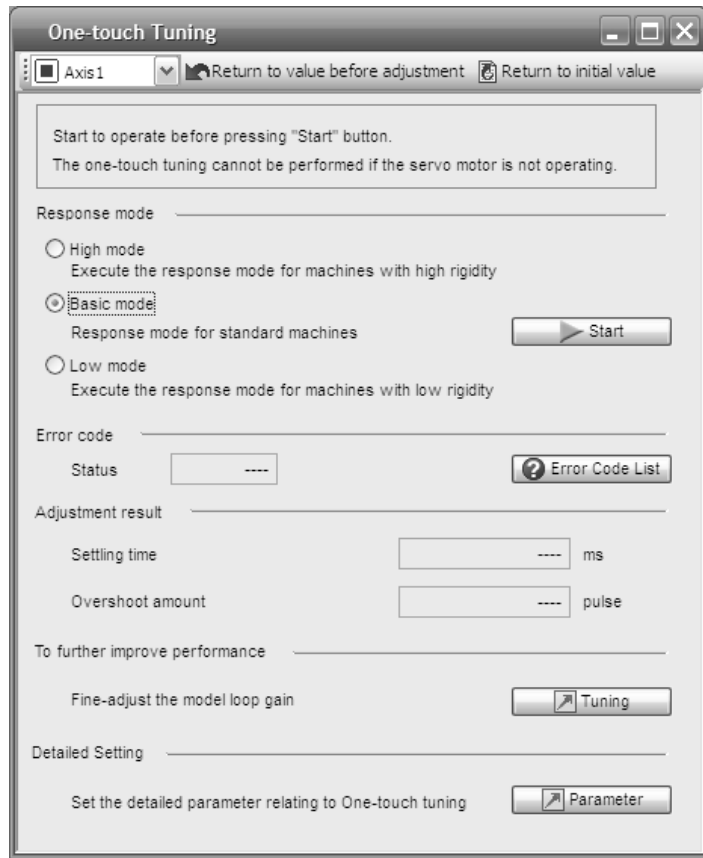 One-touch Tuning
Axis1 Return to value before adjustment Return to initial value
Start to operate before pressing "Start" button.
The one-touch tuning cannot be performed if the servo motor is not operating.
Response mode
High mode
Execute the response mode for machines with high rigidity
Basic mode
Response mode for standard machines Start
Low mode
Execute the response mode for machines with low rigidity
Error code
Status ---- Error Code List
Adjustment result
Settling time ---- ms
Overshoot amount ---- pulse
To further improve performance
Fine-adjust the model loop gain Tuning
Detailed Setting
Set the detailed parameter relating to One-touch tuning Parameter